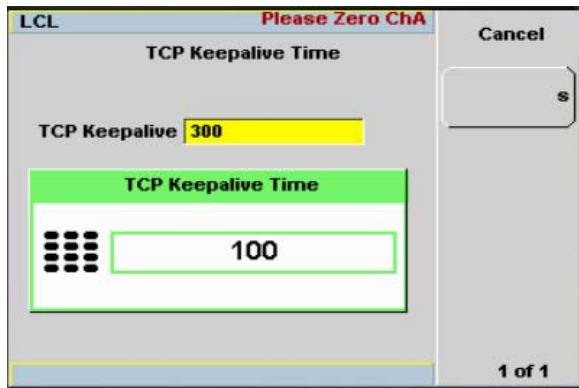 LCL Please Zero ChA
Cancel
TCP Keepalive Time
s
TCP Keepalive 300
TCP Keepalive Time
100
1 of 1